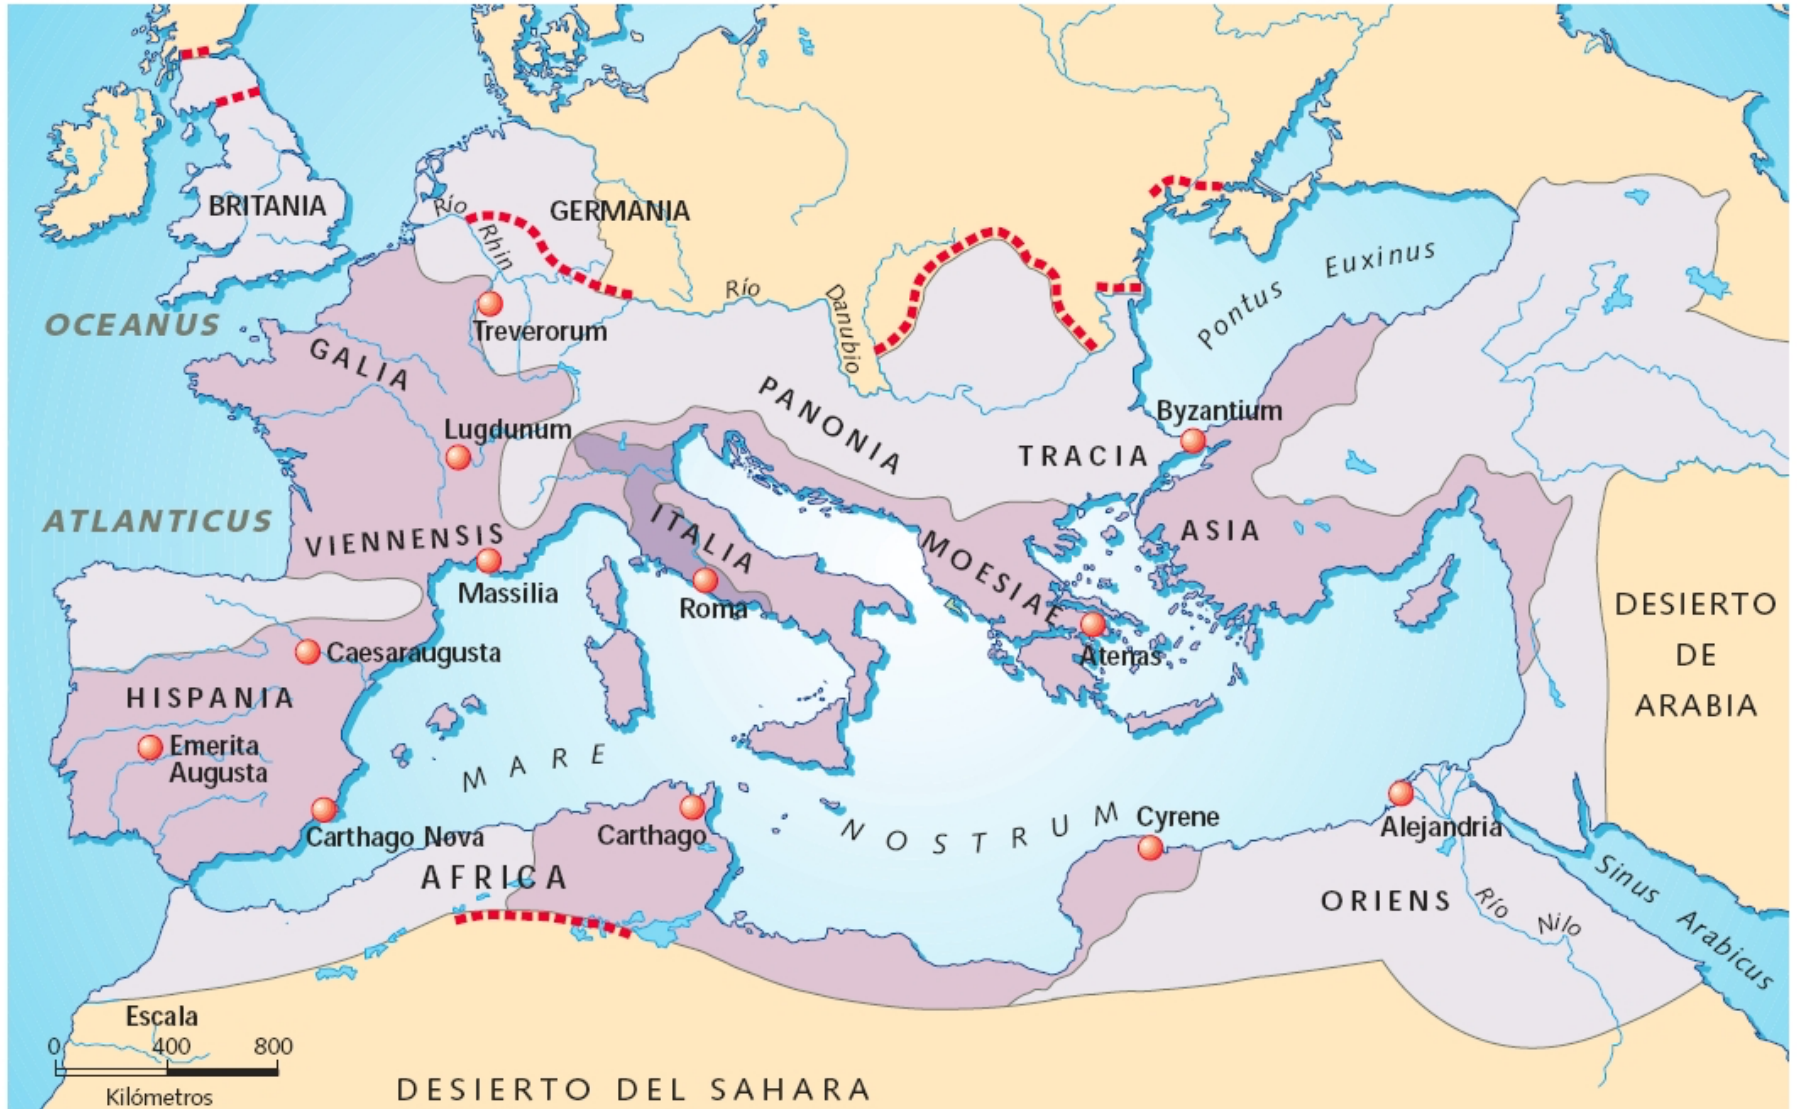 BRITANIA
Río
Rhin
GERMANIA
Río
Danubio
Pontus Euxinus
OCEANUS
Treverorum
GALIA
PANONIA
Byzantium
Lugdunum
TRACIA
ATLANTICUS
VIENNENSIS
ITALIA
MOESIAE
ASIA
Massilia
Roma
DESIERTO
DE
ARABIA
Caesaraugusta
Atenas
HISPANIA
Emerita
Augusta
MARE
NOSTRUM
Carthago Nova
Carthago
Cyrene
Alejandria
AFRICA
ORIENS
Río Nilo
Sinus Arabicus
Escala
0 400 800
Kilómetros
DESIERTO DEL SAHARA